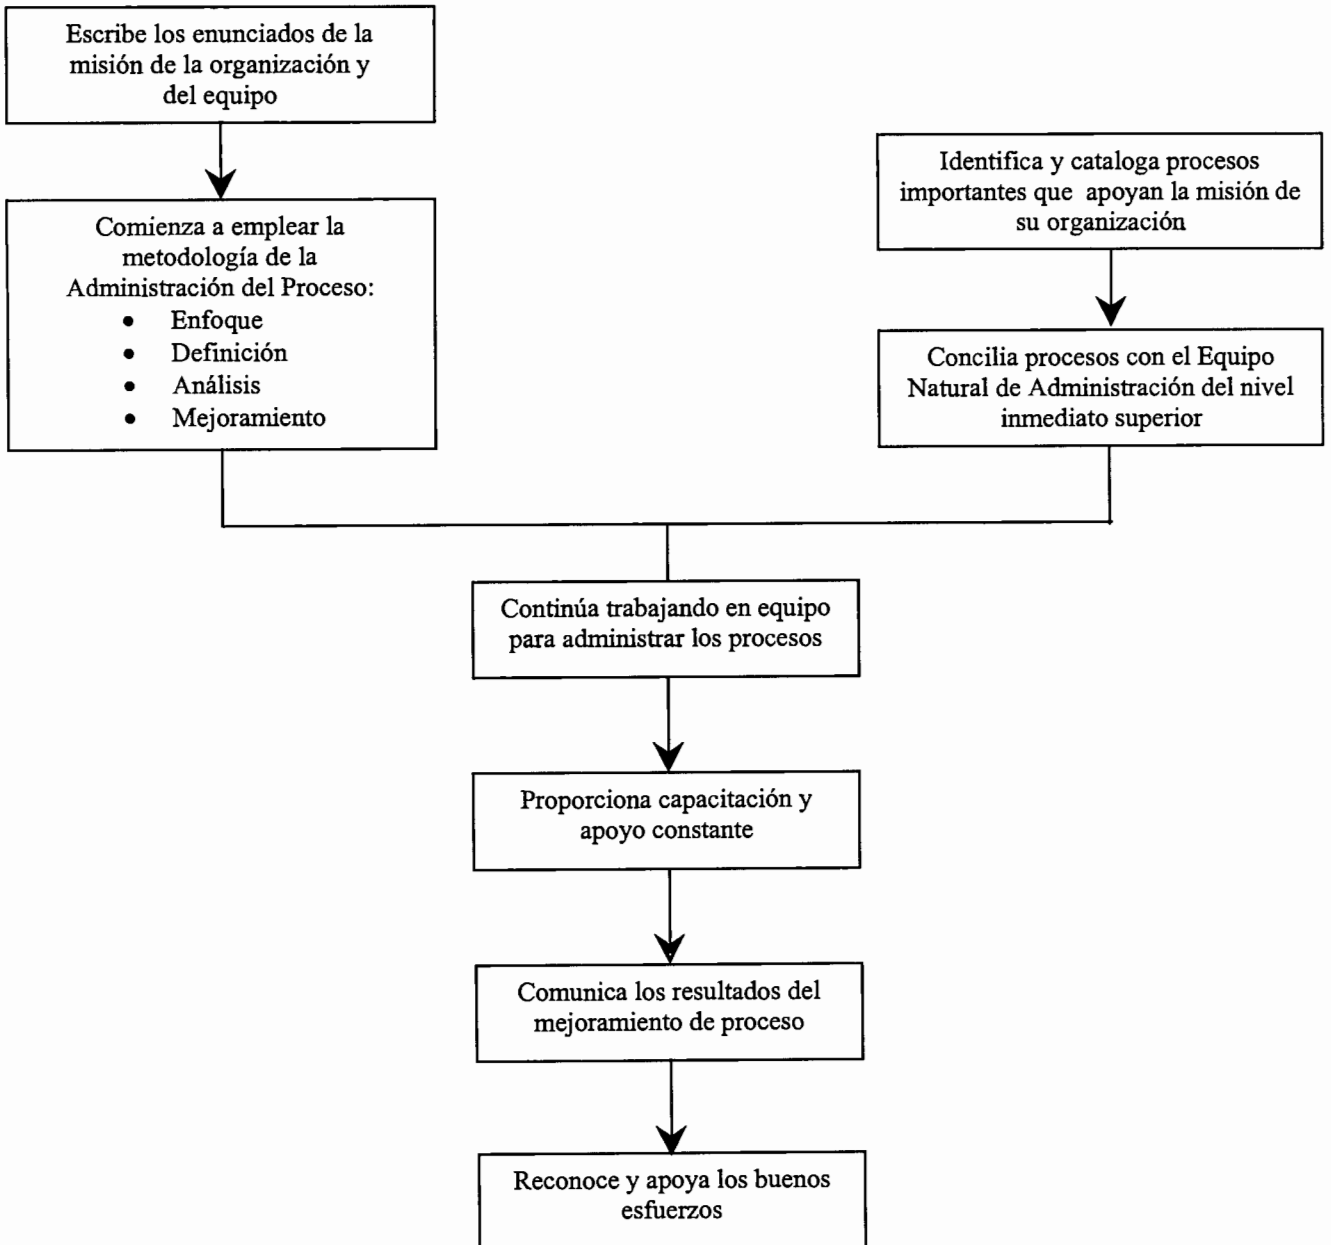 Escribe los enunciados de la
misión de la organización y
del equipo
Comienza a emplear la
metodología de la
Administración del Proceso:
• Enfoque
• Definición
• Análisis
• Mejoramiento
Identifica y cataloga procesos
importantes que apoyan la misión de
su organización
Concilia procesos con el Equipo
Natural de Administración del nivel
inmediato superior
Continúa trabajando en equipo
para administrar los procesos
Proporciona capacitación y
apoyo constante
Comunica los resultados del
mejoramiento de proceso
Reconoce y apoya los buenos
esfuerzos